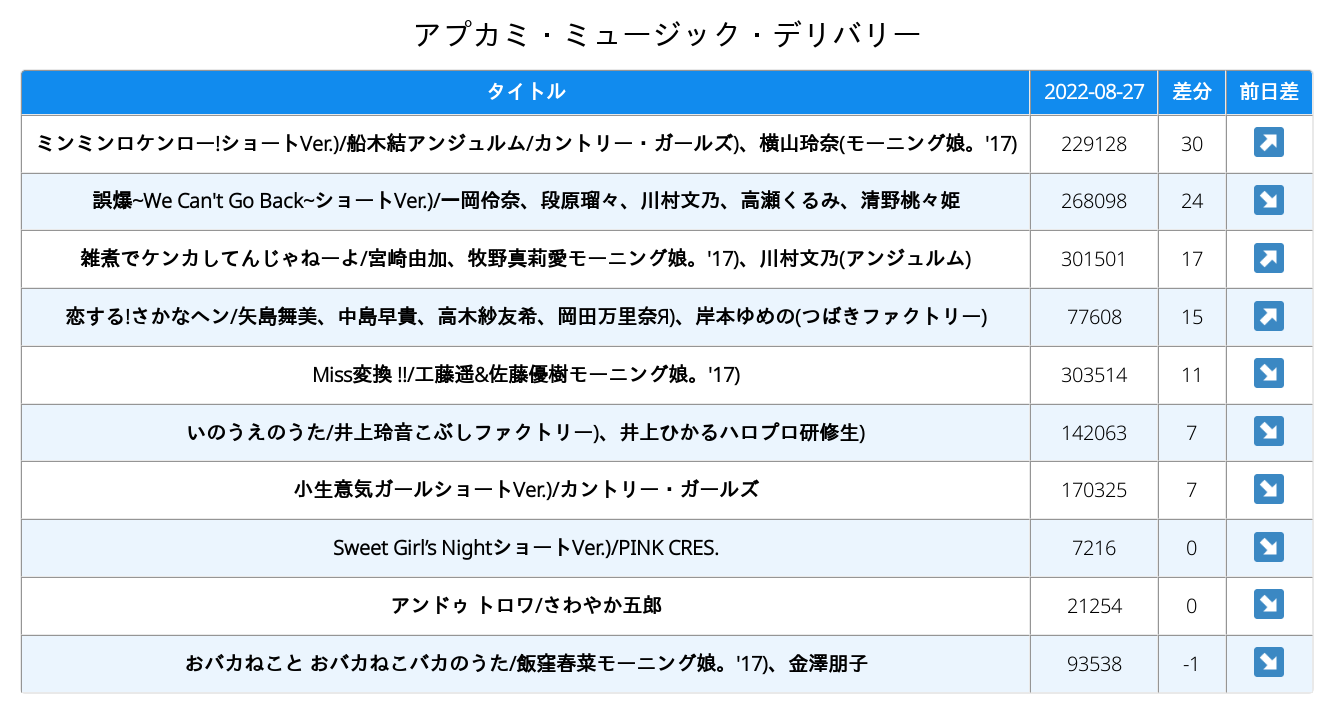 アプカミ・ミュージック・デリバリー
タイトル 2022-08-27 差分 前日差
ミンミンロケンロー!ショートVer.)/船木結アンジュルム/カントリー・ガールズ)、横山玲奈(モーニング娘。'17) 229128 30
誤爆~We Can't Go Back~ショートVer.)/一岡伶奈、段原瑠々、川村文乃、高瀬くるみ、清野桃々姫 268098 24
雑煮でケンカしてんじゃねーよ/宮崎由加、牧野真莉愛モーニング娘。'17)、川村文乃(アンジュルム) 301501 17
恋する!さかなヘン/矢島舞美、中島早貴、高木紗友希、岡田万里奈Я)、岸本ゆめの(つばきファクトリー) 77608 15
Miss変換 !!/工藤遥&佐藤優樹モーニング娘。'17) 303514 11
いのうえのうた/井上玲音こぶしファクトリー)、井上ひかるハロプロ研修生) 142063 7
小生意気ガールショートVer.)/カントリー・ガールズ 170325 7
Sweet Girl’s NightショートVer.)/PINK CRES. 7216 0
アンドゥ トロワ/さわやか五郎 21254 0
おバカねこと おバカねこバカのうた/飯窪春菜モーニング娘。'17)、金澤朋子 93538 -1